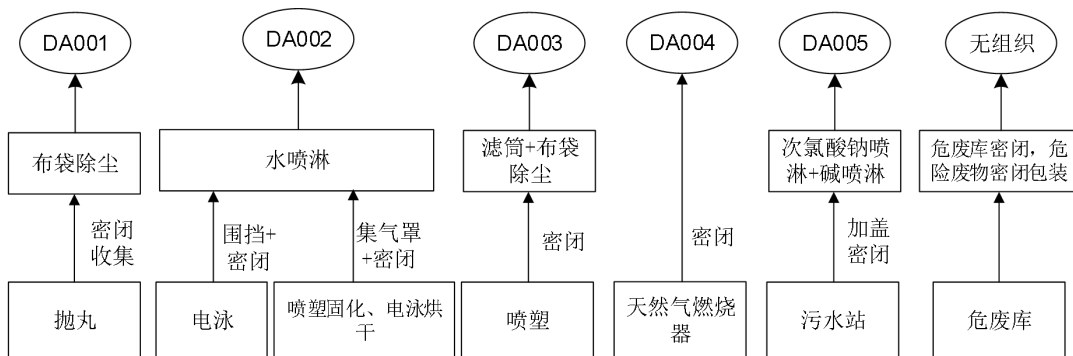 DA001
DA002
DA003
DA004
DA005
无组织
布袋除尘
水喷淋
滤筒+布袋
除尘
次氯酸钠喷
淋+碱喷淋
危废库密闭，危
险废物密闭包装
密闭
收集
围挡+
密闭
集气罩
+密闭
密闭
密闭
加盖
密闭
抛丸
电泳
喷塑固化、电泳烘
干
喷塑
天然气燃烧
器
污水站
危废库